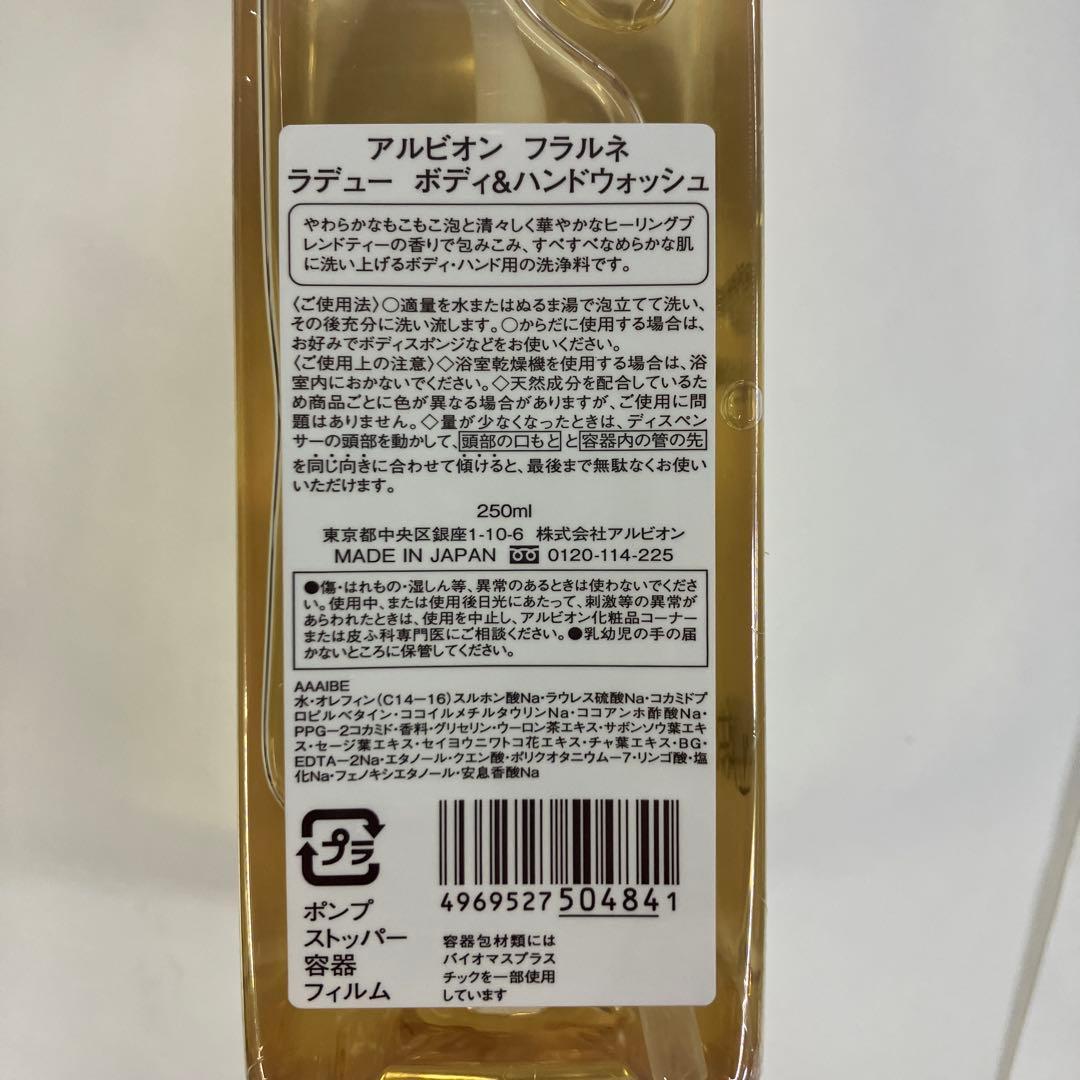 アルビオン　フラルネ
ラデュー　ボディ&ハンドウォッシュ
やわらかなもこもこ泡と清々しく華やかなヒーリングブ
レンドティーの香りで包みこみ、すべすべなめらかな肌
に洗い上げるボディ・ハンド用の洗浄料です。
〈ご使用法〉○適量を水またはぬるま湯で泡立てて洗い、
その後充分に洗い流します。○からだに使用する場合は、
お好みでボディスポンジなどをお使いください。
〈ご使用上の注意〉◇浴室乾燥機を使用する場合は、浴
室内におかないでください。◇天然成分を配合しているた
め商品ごとに色が異なる場合がありますが、ご使用に問
題はありません。◇量が少なくなったときは、ディスペン
サーの頭部を動かして、頭部の口もとと容器内の管の先
を同じ向きに合わせて傾けると、最後まで無駄なくお使い
いただけます。
250ml
東京都中央区銀座1-10-6　株式会社アルビオン
MADE IN JAPAN 0120-114-225
●傷・はれもの・湿しん等、異常のあるときは使わないでくださ
い。使用中、または使用後日光にあたって、刺激等の異常が
あらわれたときは、使用を中止し、アルビオン化粧品コーナー
または皮ふ科専門医にご相談ください。●乳幼児の手の届
かないところに保管してください。
AAAIBE
水・オレフィン(C14−16)スルホン酸Na・ラウレス硫酸Na・コカミドプ
ロピルベタイン・ココイルメチルタウリンNa・ココアンホ酢酸Na・
PPG−2コカミド・香料・グリセリン・ウーロン茶エキス・サボンソウ葉エキ
ス・セージ葉エキス・セイヨウニワトコ花エキス・チャ葉エキス・BG・
EDTA−2Na・エタノール・クエン酸・ポリクオタニウム−7・リンゴ酸・塩
化Na・フェノキシエタノール・安息香酸Na
プラ
ポンプ
ストッパー
容器
フィルム
4969527504841
容器包材類には
バイオマスプラス
チックを一部使用
しています